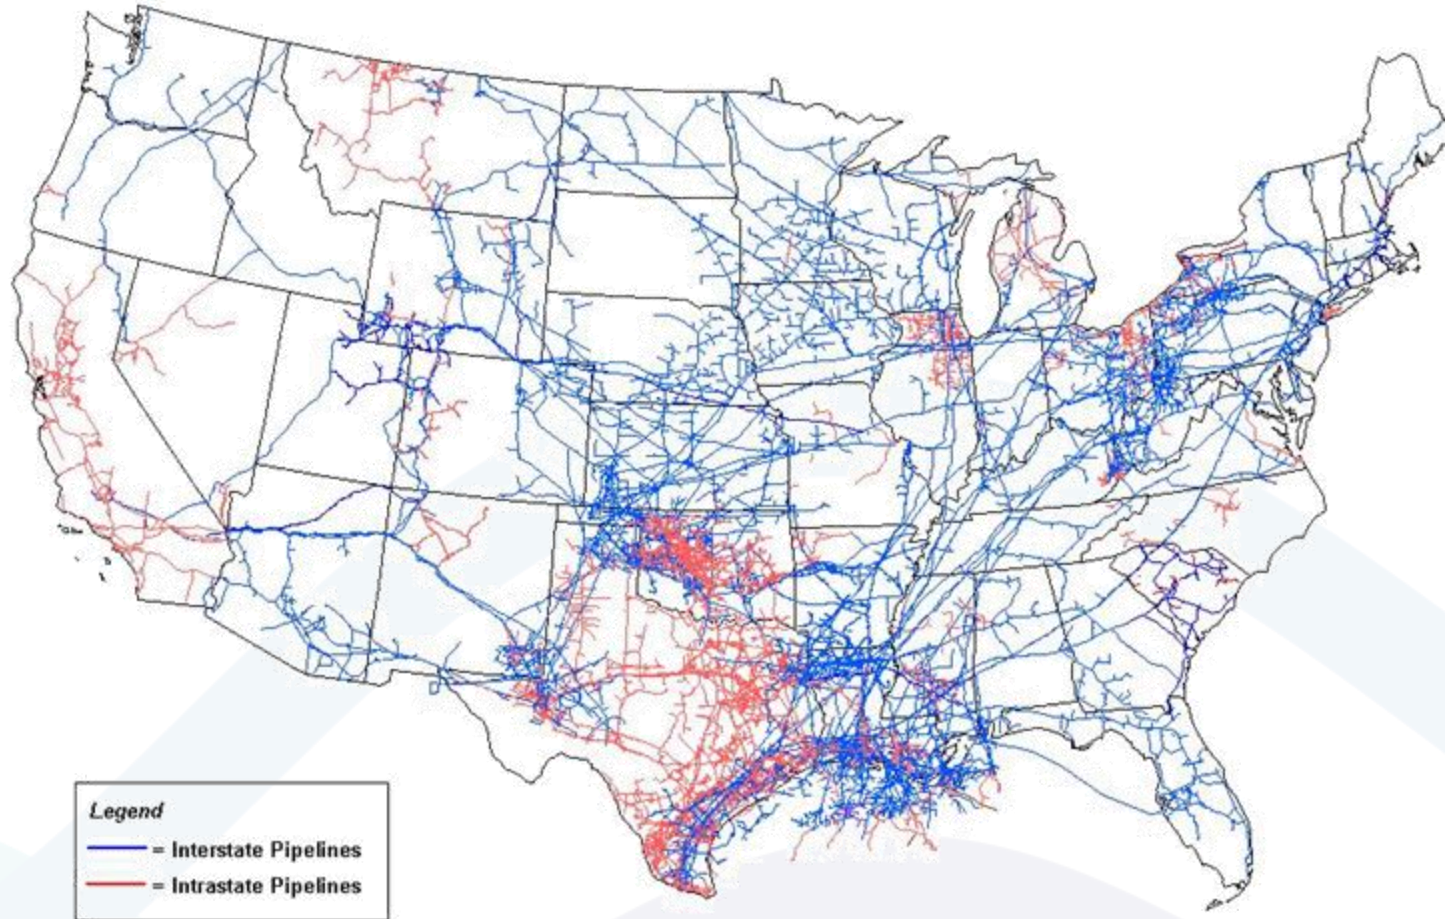 Legend
= Interstate Pipelines
= Intrastate Pipelines